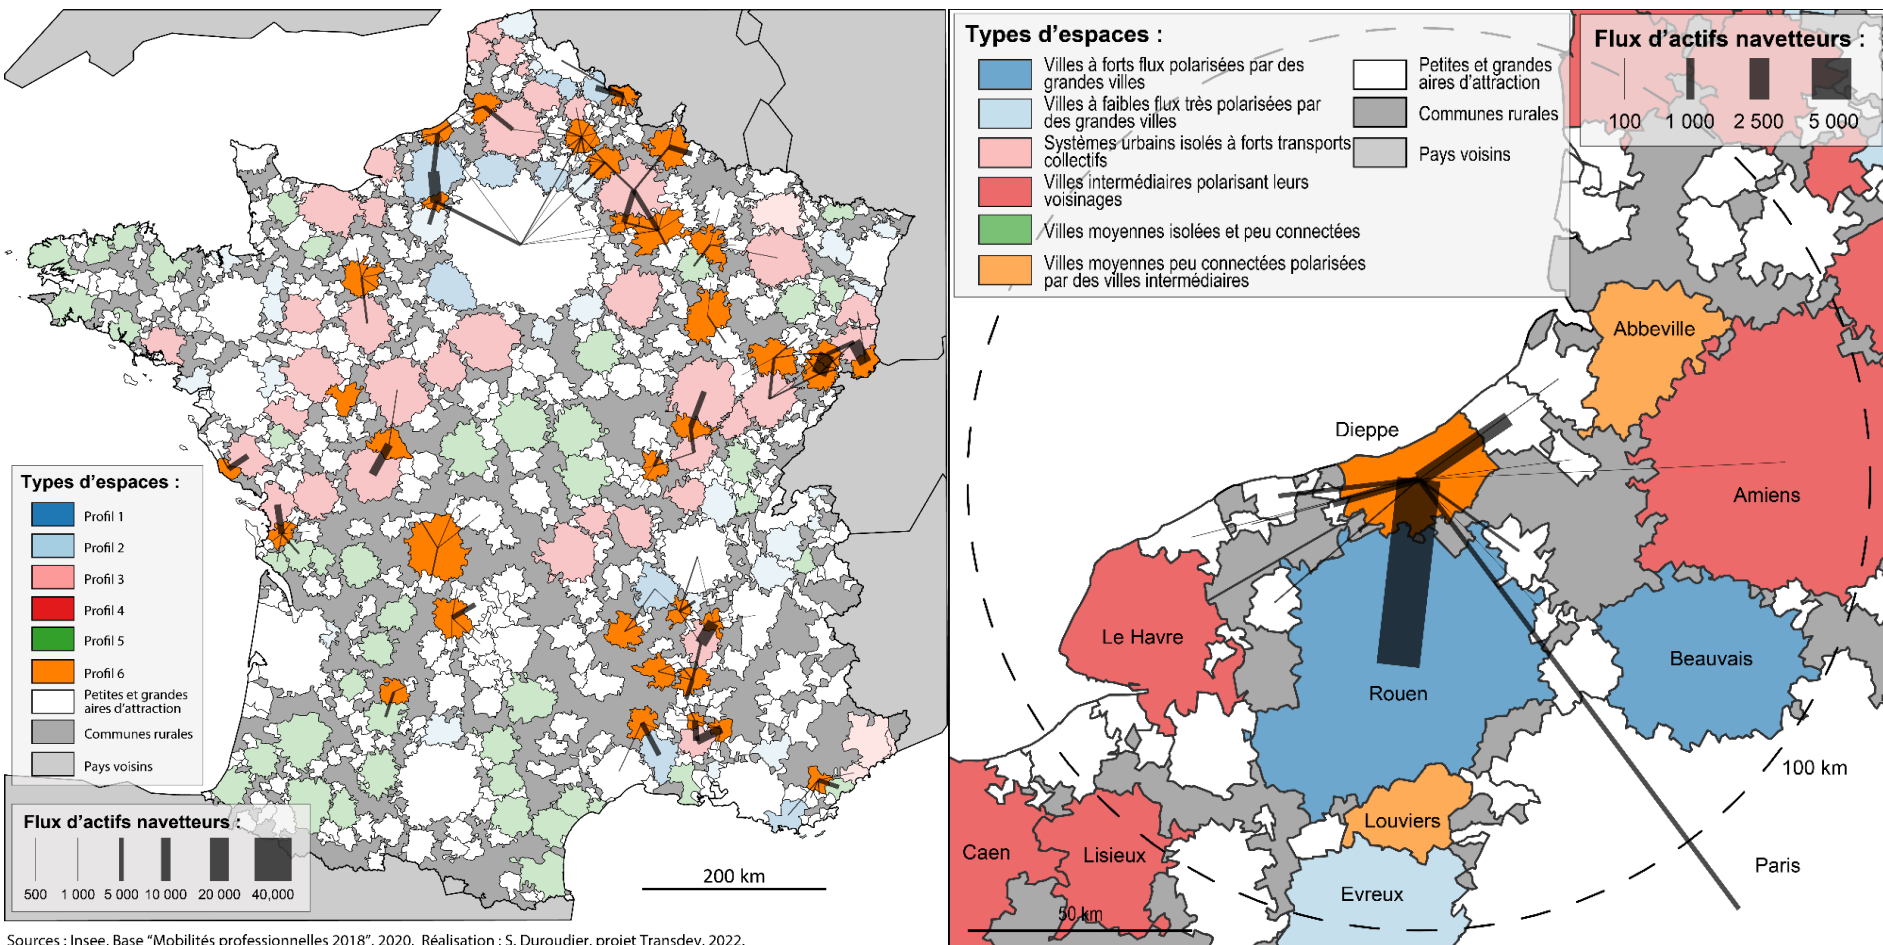 Types d'espaces :
Profil 1
Profil 2
Profil 3
Profil 4
Profil 5
Profil 6
Petites et grandes
aires d'attraction
Communes rurales
Pays voisins
Flux d'actifs navetteurs :
500 1 000 5 000 10 000 20 000 40,000
200 km
Sources : Insee, Base "Mobilités professionnelles 2018", 2020. Réalisation : S. Duroudier, projet Transdev, 2022.
Types d'espaces :
Villes à forts flux polarisées par des
grandes villes
Villes à faibles flux très polarisées par
des grandes villes
Systèmes urbains isolés à forts transports
collectifs
Villes intermédiaires polarisant leurs
voisinages
Villes moyennes isolées et peu connectées
Villes moyennes peu connectées polarisées
par des villes intermédiaires
Petites et grandes
aires d'attraction
Communes rurales
Pays voisins
Flux d'actifs navetteurs :
100 1 000 2 500 5 000
Abbeville
Dieppe
Amiens
Le Havre
Beauvais
Rouen
100 km
Louviers
Caen
Lisieux
Paris
Evreux
50 km